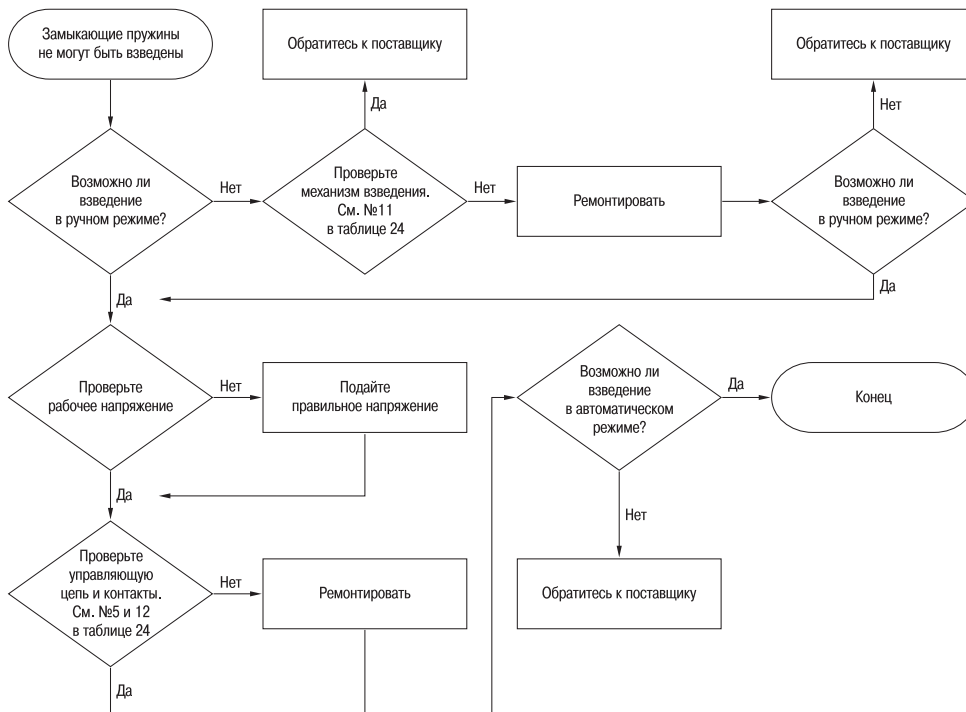 Замыкающие пружины
не могут быть взведены
Обратитесь к поставщику
Обратитесь к поставщику
Да
Нет
Возможно ли
взведение
в ручном режиме?
Нет
Проверьте
механизм взведения.
См. №11
в таблице 24
Нет
Ремонтировать
Возможно ли
взведение
в ручном режиме?
Да
Да
Проверьте
рабочее напряжение
Нет
Подайте
правильное напряжение
Возможно ли
взведение
в автоматическом
режиме?
Да
Конец
Да
Нет
Проверьте
управляющую
цепь и контакты.
См. №5 и 12
в таблице 24
Нет
Ремонтировать
Обратитесь к поставщику
Да